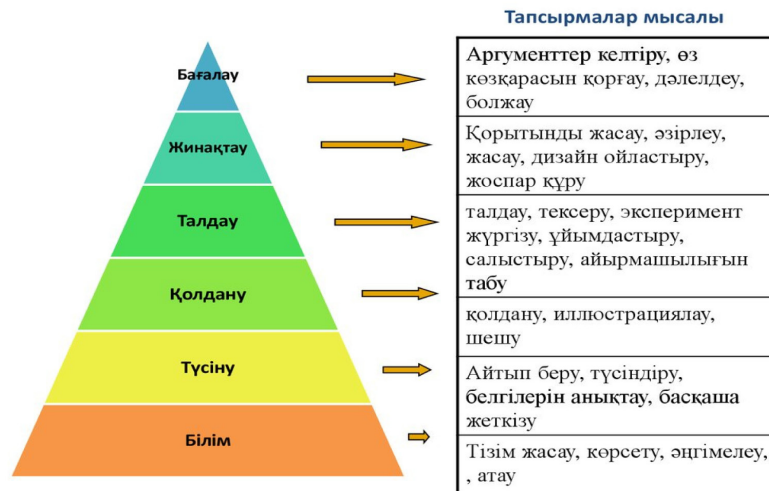 Тапсырмалар мысалы
Бағалау
Аргументтер келтіру, өз
көзқарасын қорғау, дәлелдеу,
болжау
Жинақтау
Қорытынды жасау, әзірлеу,
жасау, дизайн ойластыру,
жоспар құру
Талдау
талдау, тексеру, эксперимент
жүргізу, ұйымдастыру,
салыстыру, айырмашылығын
табу
Қолдану
қолдану, иллюстрациялау,
шешу
Түсіну
Айтып беру, түсіндіру,
белгілерін анықтау, басқаша
жеткізу
Білім
Тізім жасау, көрсету, әңгімелеу,
, атау